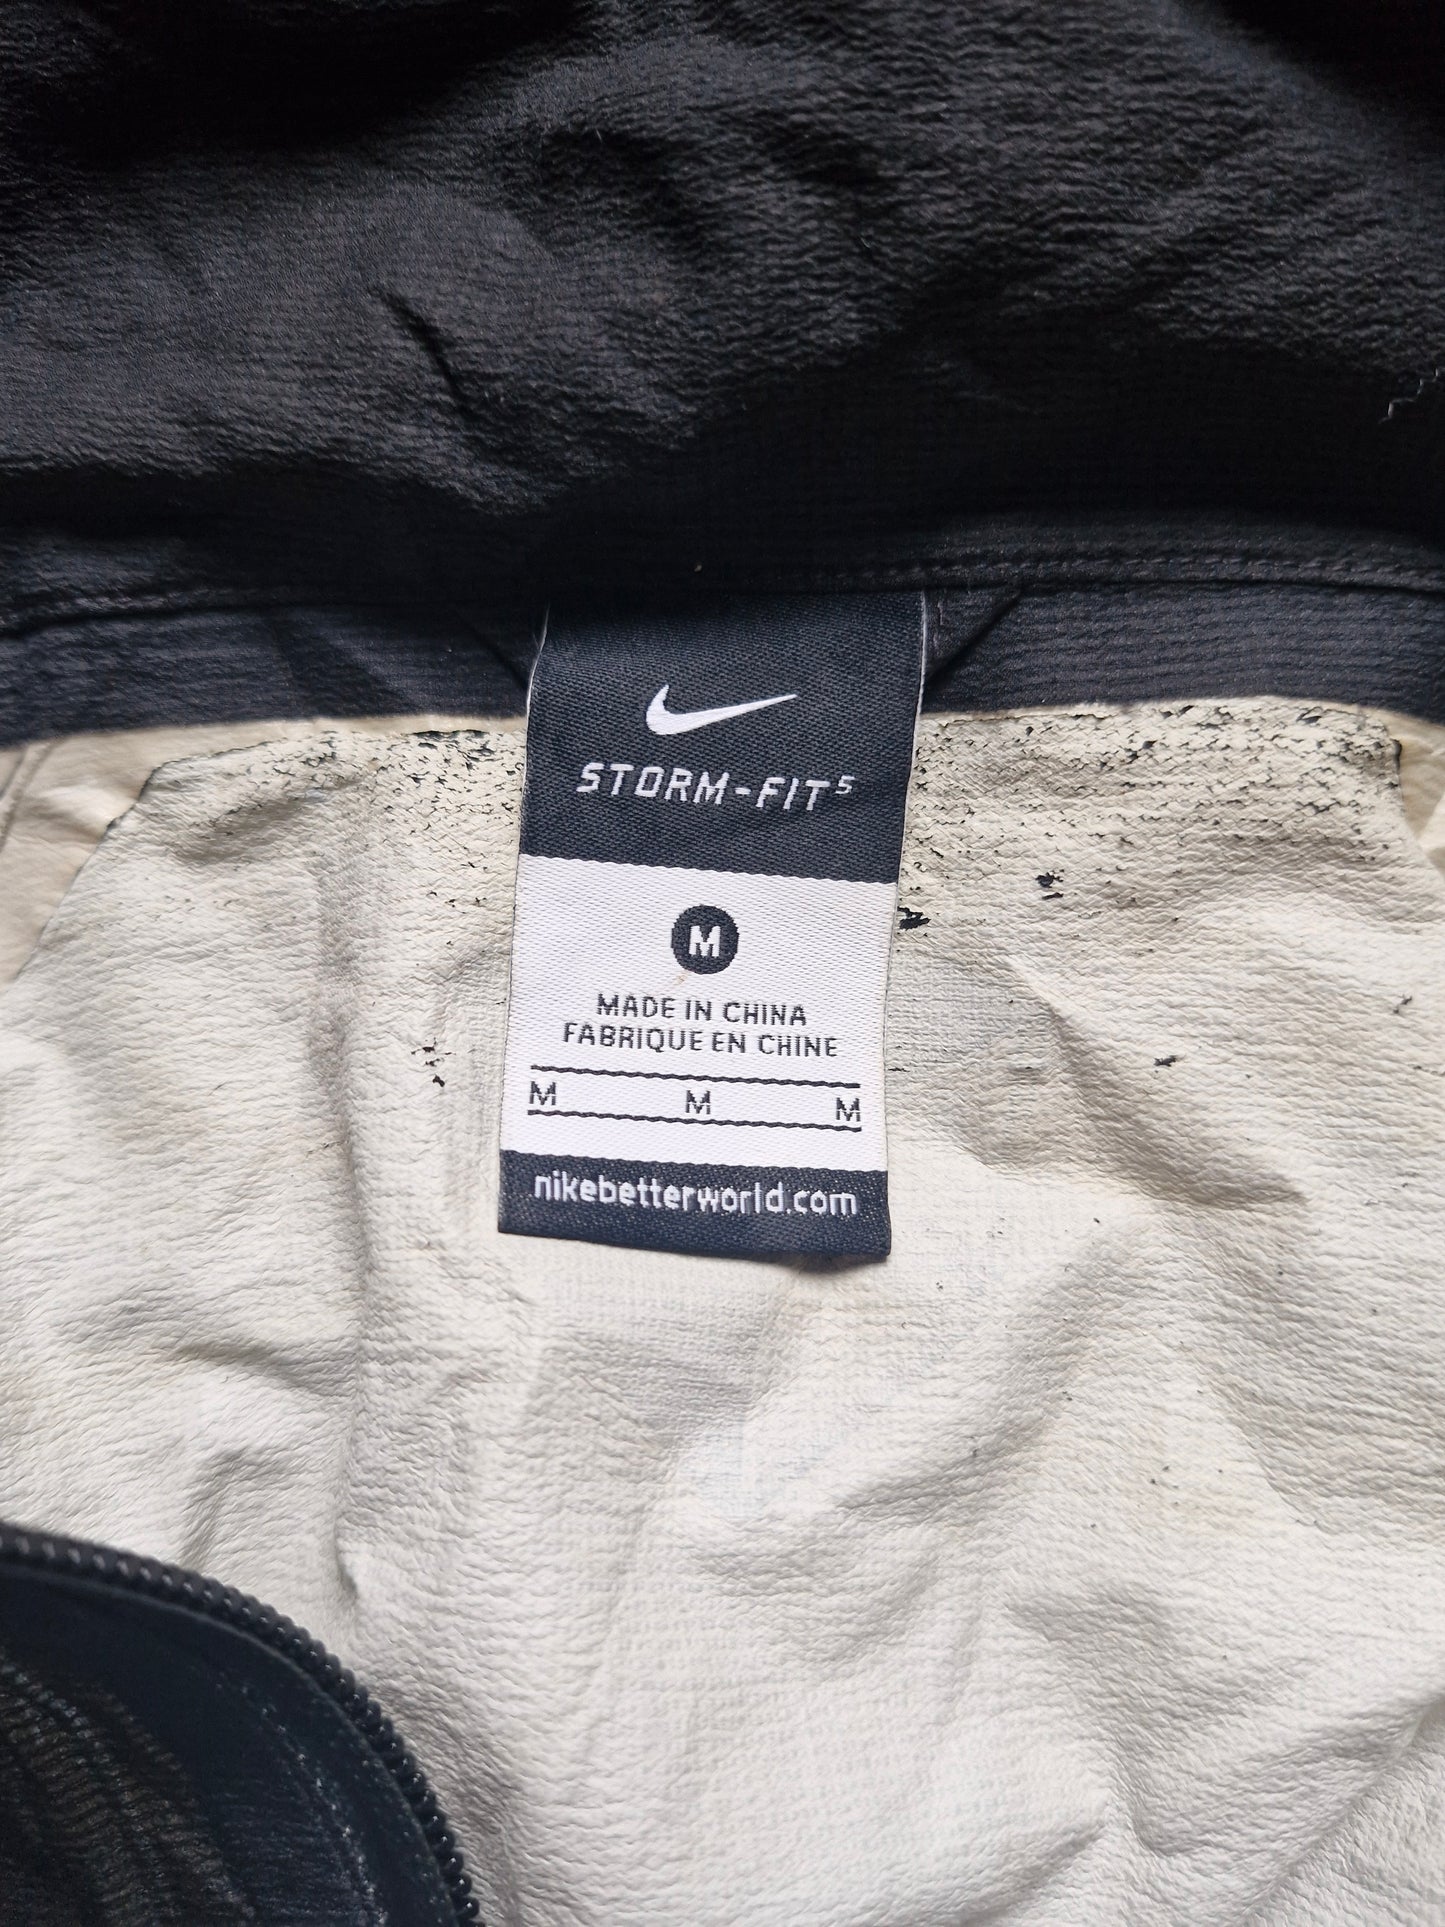 STORM-FIT5
M
MADE IN CHINA
FABRIQUE EN CHINE
M M M
nikebetterworld.com